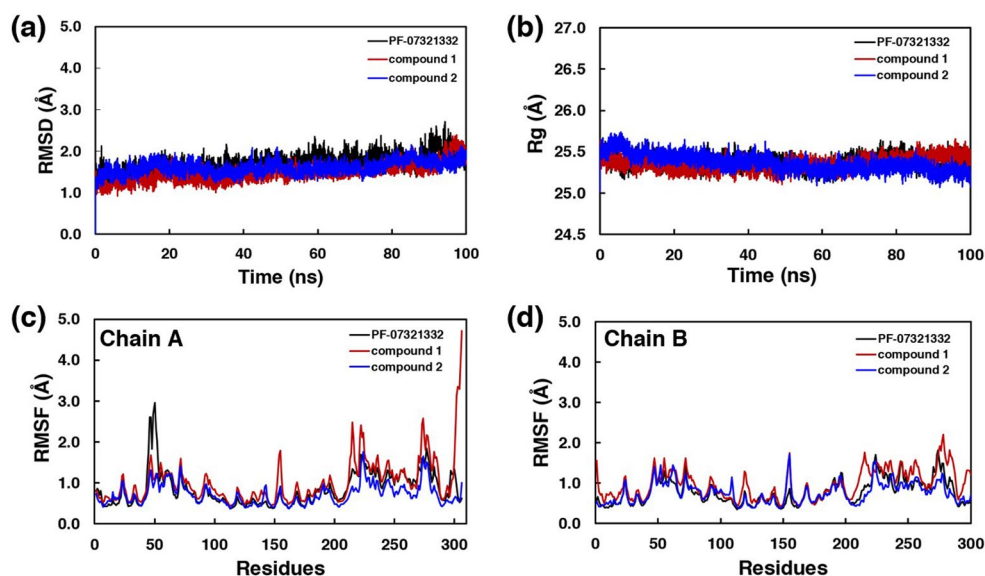 (a)
5.0
4.0
3.0
2.0
1.0
0.0
RMSD (Å)
PF-07321332
compound 1
compound 2
0 20 40 60 80 100
Time (ns)
(b)
27.0
26.5
26.0
25.5
25.0
24.5
Rg (Å)
PF-07321332
compound 1
compound 2
0 20 40 60 80 100
Time (ns)
(c)
5.0
4.0
3.0
2.0
1.0
0.0
RMSF (Å)
Chain A
PF-07321332
compound 1
compound 2
0 50 100 150 200 250 300
Residues
(d)
5.0
4.0
3.0
2.0
1.0
0.0
RMSF (Å)
Chain B
PF-07321332
compound 1
compound 2
0 50 100 150 200 250 300
Residues